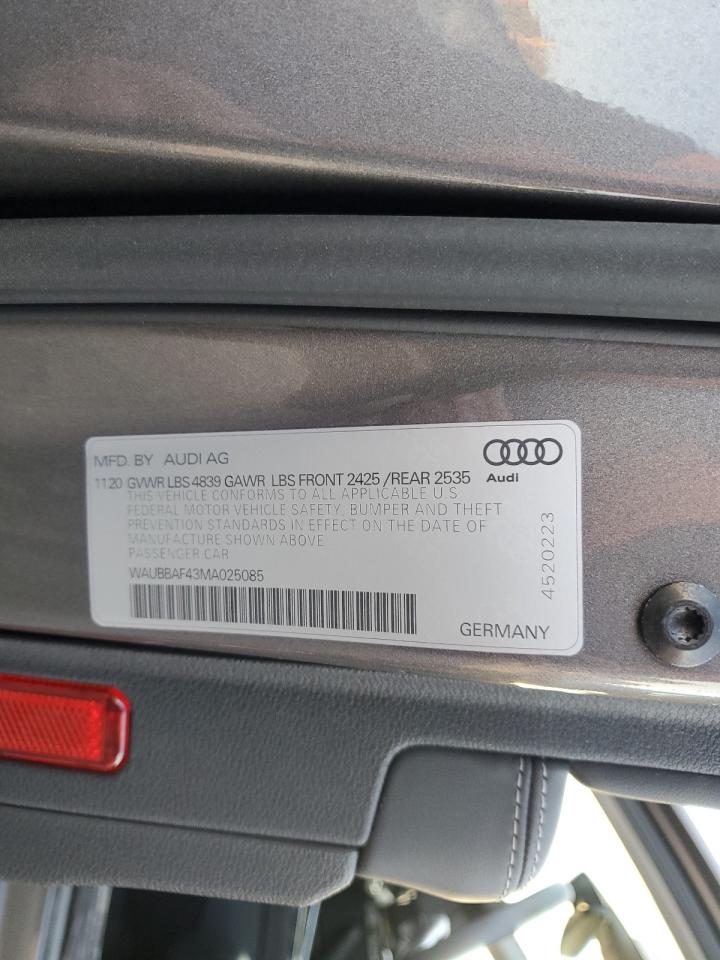 MFD. BY AUDI AG
Audi
1120 GVWR LBS 4839 GAWR LBS FRONT 2425 /REAR 2535
THIS VEHICLE CONFORMS TO ALL APPLICABLE U.S
FEDERAL MOTOR VEHICLE SAFETY, BUMPER AND THEFT
PREVENTION STANDARDS IN EFFECT ON THE DATE OF
MANUFACTURE SHOWN ABOVE
PASSENGER CAR
WAUBBAF43MA025085
4520223
GERMANY